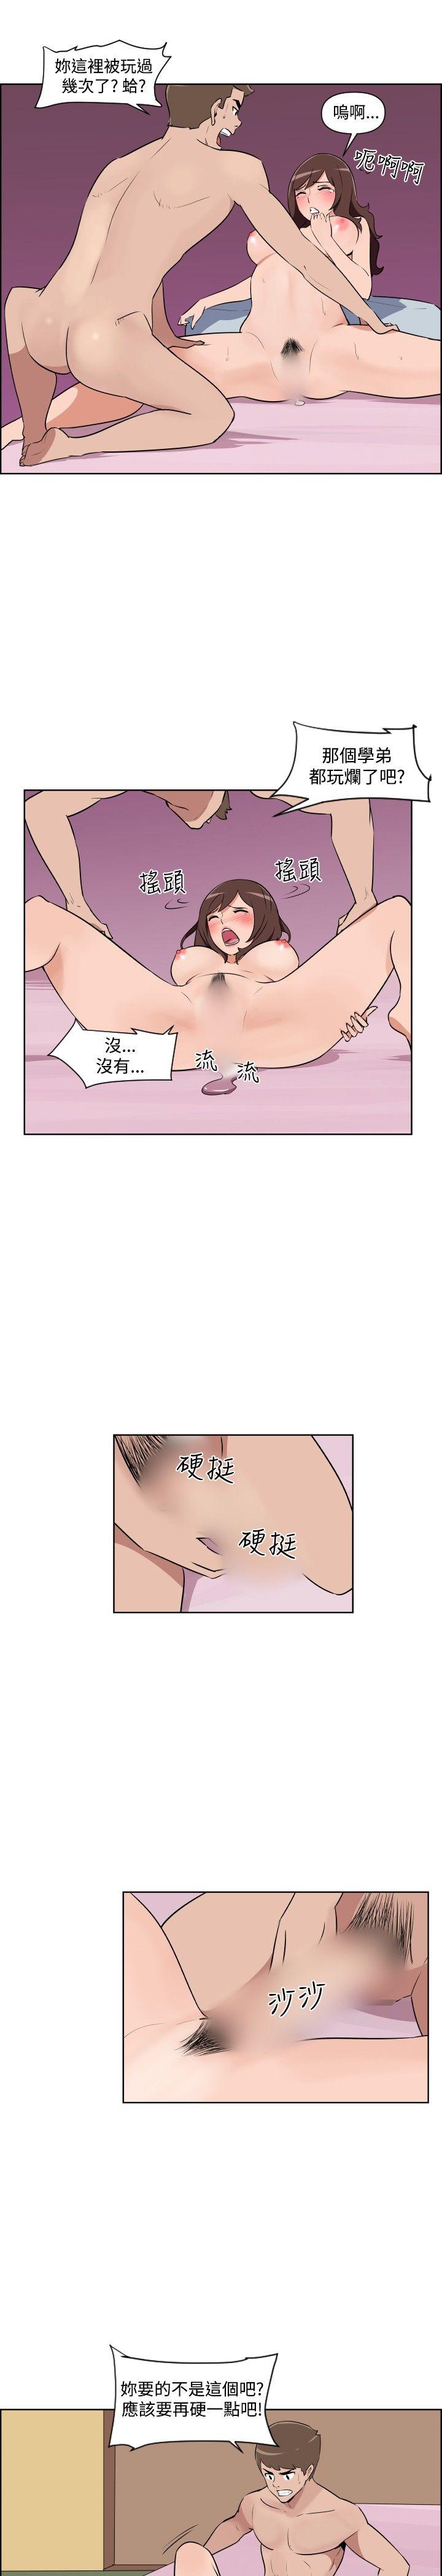 妳這裡被玩過
幾次了? 蛤?
嗚啊...
呃啊啊
那個學弟
都玩爛了吧?
搖頭
搖頭
沒...
沒有...
流
流
硬挺
硬挺
沙沙
妳要的不是這個吧?
應該要再硬一點吧!